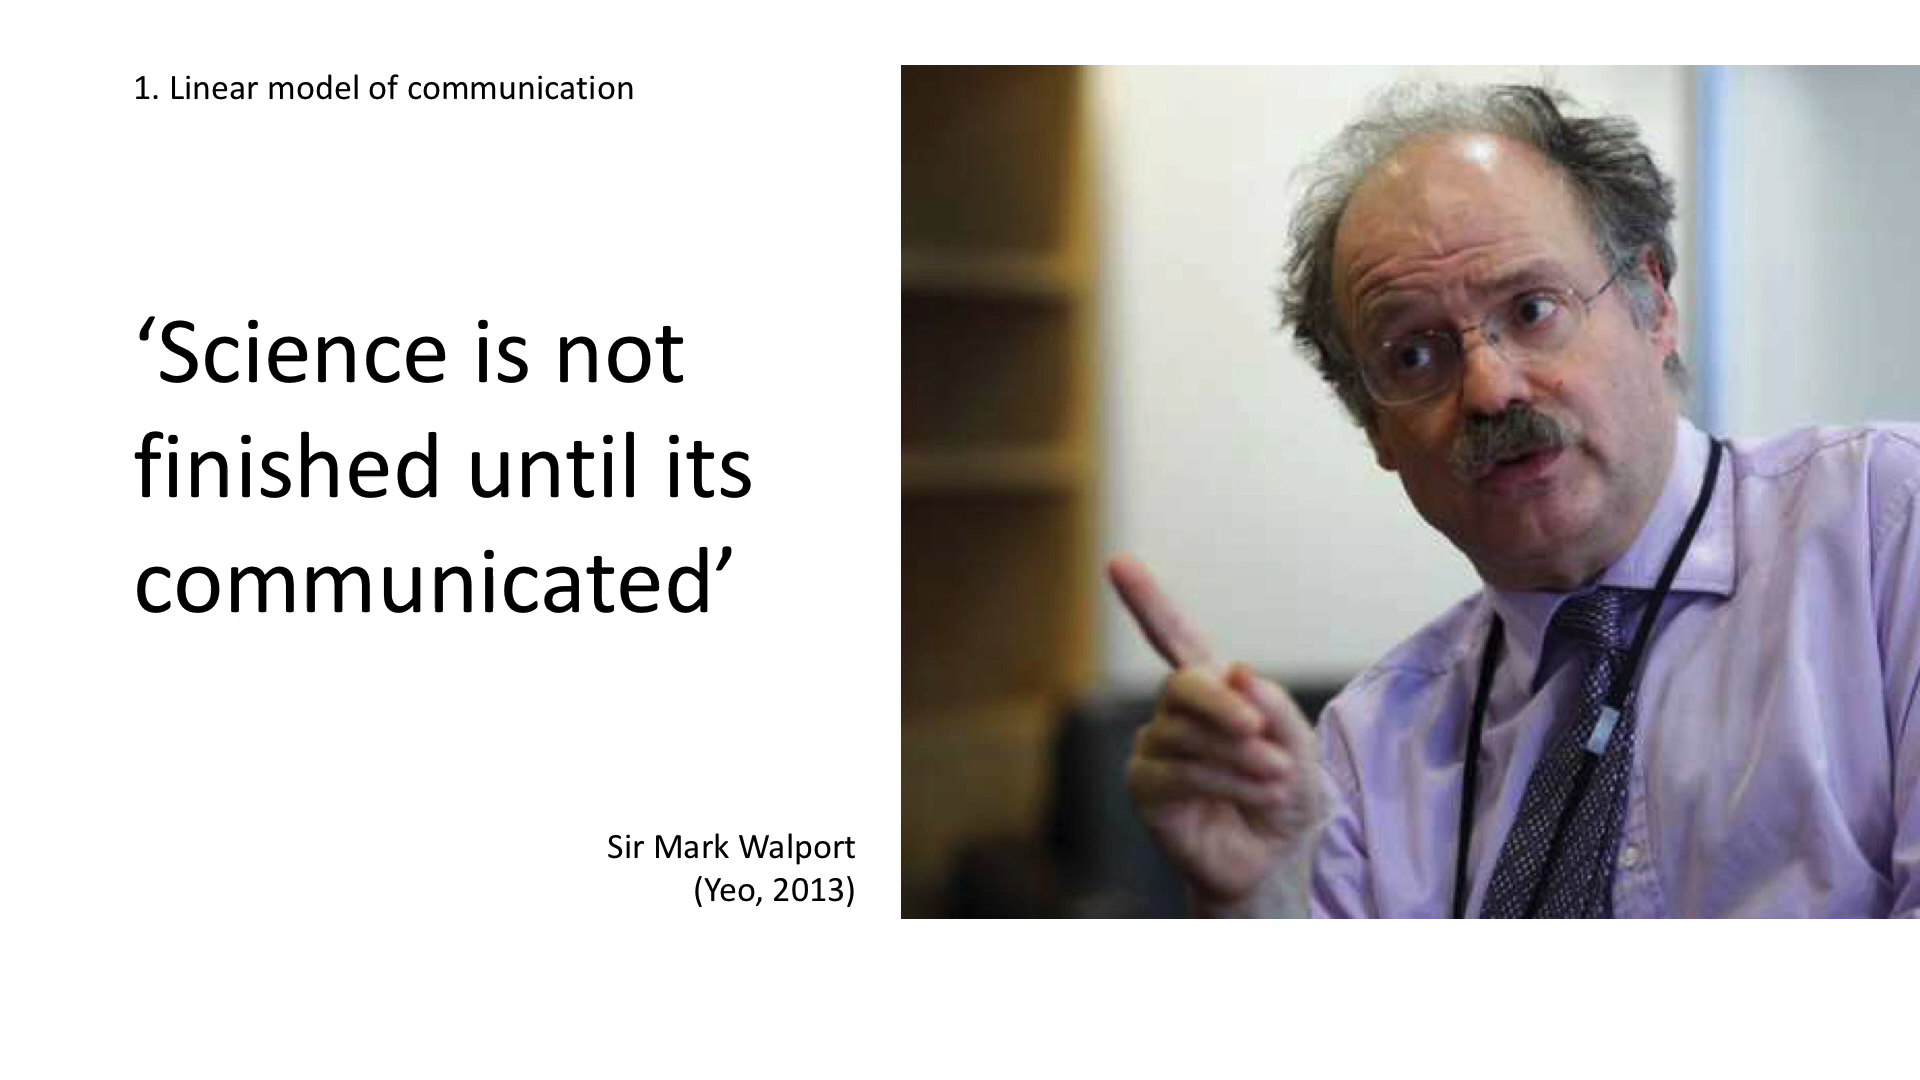 1. Linear model of communication
‘Science is not
finished until its
communicated’
Sir Mark Walport
(Yeo, 2013)